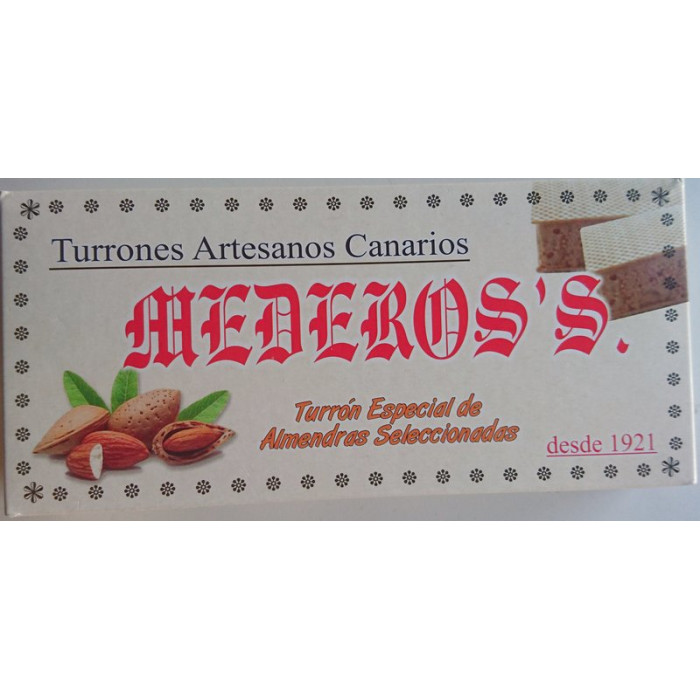 Turrones Artesanos Canarios
MEDEROS'S.
Turrón Especial de
Almendras Seleccionadas
desde 1921